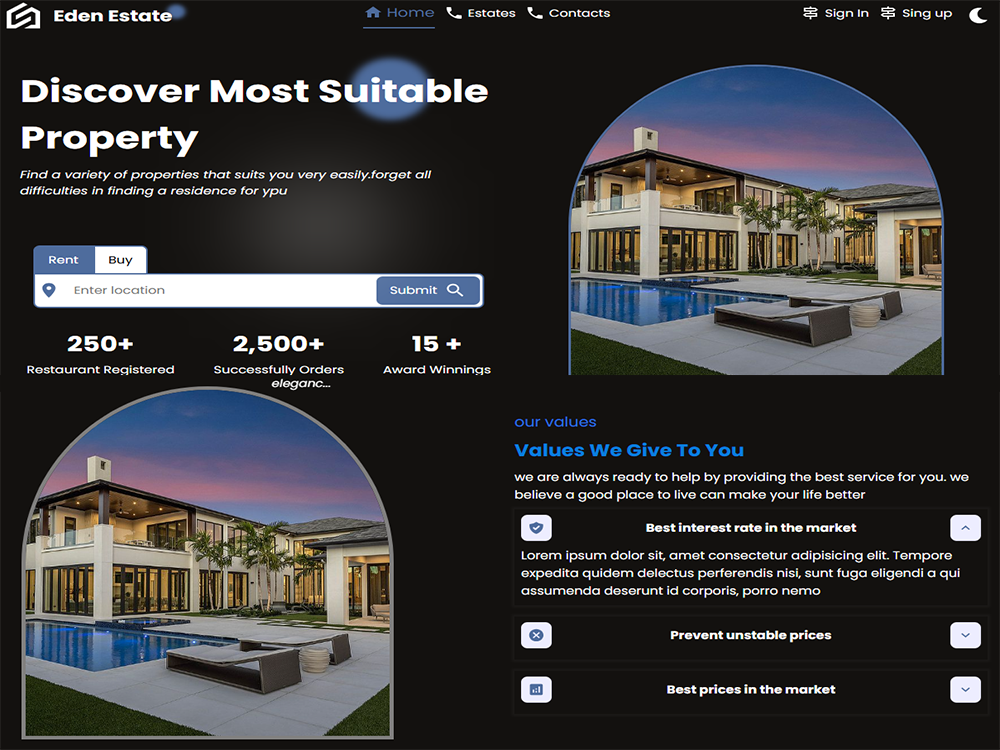 Eden Estate
Home
Estates
Contacts
Sign In
Sing up
Discover Most Suitable
Property
Find a variety of properties that suits you very easily.forget all
difficulties in finding a residence for ypu
Rent
Buy
Enter location
Submit
250+
2,500+
15 +
Restaurant Registered
Successfully Orders
Award Winnings
eleganc...
our values
Values We Give To You
we are always ready to help by providing the best service for you. we
believe a good place to live can make your life better
Best interest rate in the market
Lorem ipsum dolor sit, amet consectetur adipisicing elit. Tempore
expedita quidem delectus perferendis nisi, sunt fuga eligendi a qui
assumenda deserunt id corporis, porro nemo
Prevent unstable prices
Best prices in the market